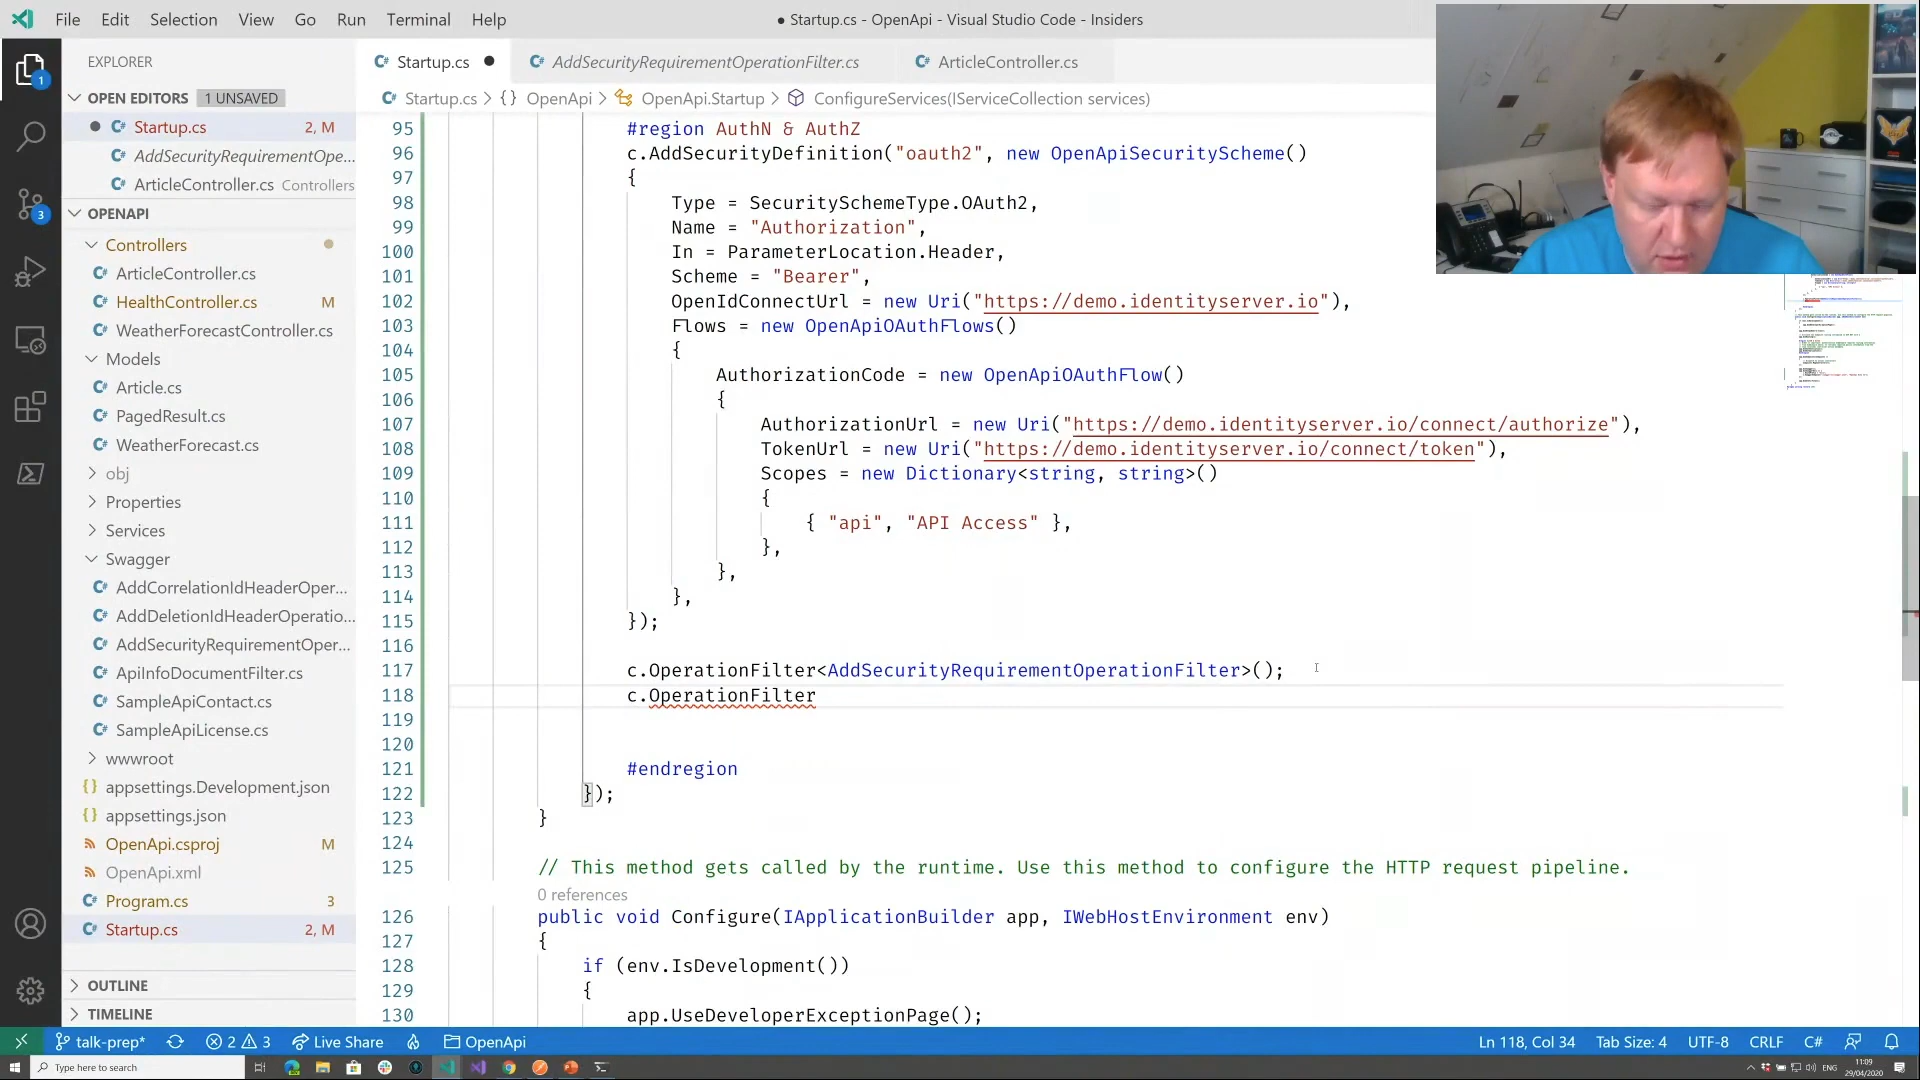 File Edit Selection View Go Run Terminal Help
● Startup.cs - OpenApi - Visual Studio Code - Insiders
EXPLORER
OPEN EDITORS 1 UNSAVED
Startup.cs 2, M
AddSecurityRequirementOpe...
ArticleController.cs Controllers
OPENAPI
Controllers
ArticleController.cs
HealthController.cs M
WeatherForecastController.cs
Models
Article.cs
PagedResult.cs
WeatherForecast.cs
obj
Properties
Services
Swagger
AddCorrelationIdHeaderOper...
AddDeletionIdHeaderOperatio...
AddSecurityRequirementOper...
ApiInfoDocumentFilter.cs
SampleApiContact.cs
SampleApiLicense.cs
wwwroot
appsettings.Development.json
appsettings.json
OpenApi.csproj M
OpenApi.xml
Program.cs 3
Startup.cs 2, M
OUTLINE
TIMELINE
1
3
Startup.cs ● AddSecurityRequirementOperationFilter.cs ArticleController.cs
Startup.cs > {} OpenApi > OpenApi.Startup > ConfigureServices(IServiceCollection services)
95 #region AuthN & AuthZ
96 c.AddSecurityDefinition("oauth2", new OpenApiSecurityScheme()
97 {
98 Type = SecuritySchemeType.OAuth2,
99 Name = "Authorization",
100 In = ParameterLocation.Header,
101 Scheme = "Bearer",
102 OpenIdConnectUrl = new Uri("https://demo.identityserver.io"),
103 Flows = new OpenApiOAuthFlows()
104 {
105 AuthorizationCode = new OpenApiOAuthFlow()
106 {
107 AuthorizationUrl = new Uri("https://demo.identityserver.io/connect/authorize"),
108 TokenUrl = new Uri("https://demo.identityserver.io/connect/token"),
109 Scopes = new Dictionary<string, string>()
110 {
111 { "api", "API Access" },
112 },
113 },
114 },
115 });
116
117 c.OperationFilter<AddSecurityRequirementOperationFilter>();
118 c.OperationFilter
119
120
121 #endregion
122 });
123 }
124
125 // This method gets called by the runtime. Use this method to configure the HTTP request pipeline.
0 references
126 public void Configure(IApplicationBuilder app, IWebHostEnvironment env)
127 {
128 if (env.IsDevelopment())
129 {
130 app.UseDeveloperExceptionPage();
talk-prep* 2 3 Live Share OpenApi Ln 118, Col 34 Tab Size: 4 UTF-8 CRLF C#
Type here to search
ENG
11:09
29/04/2020